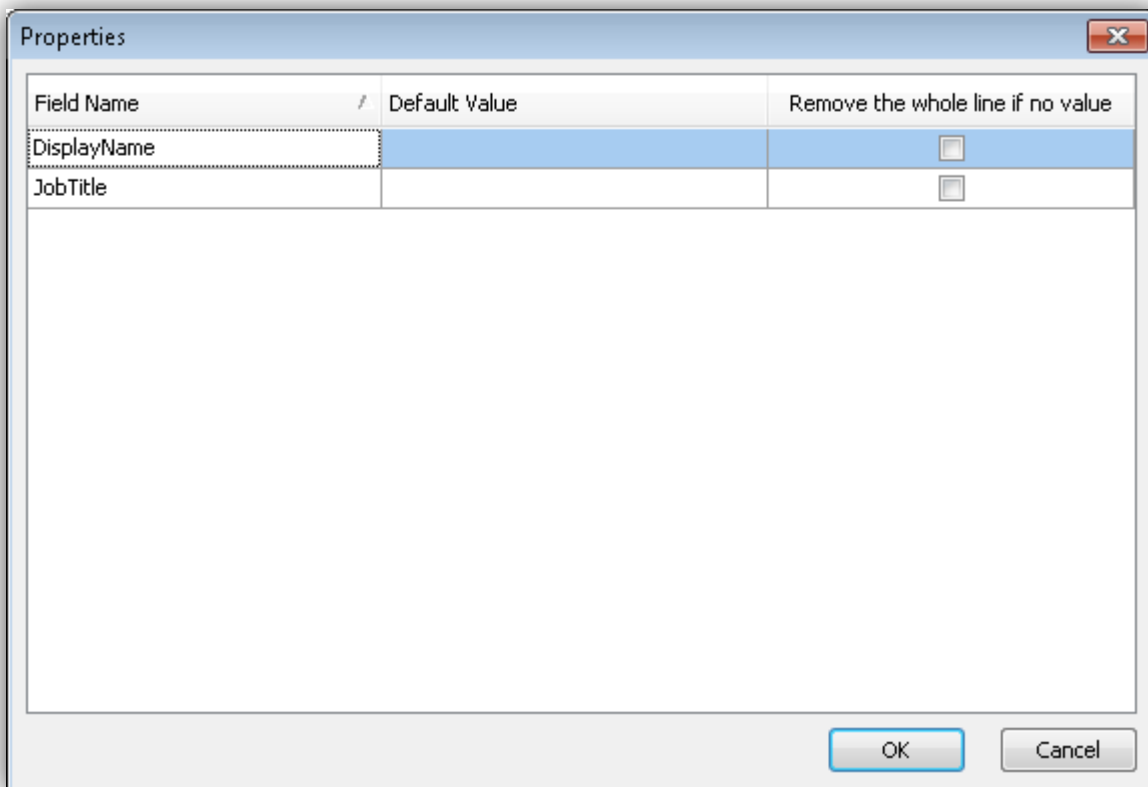 Properties
Field Name Default Value Remove the whole line if no value
DisplayName
JobTitle
OK Cancel